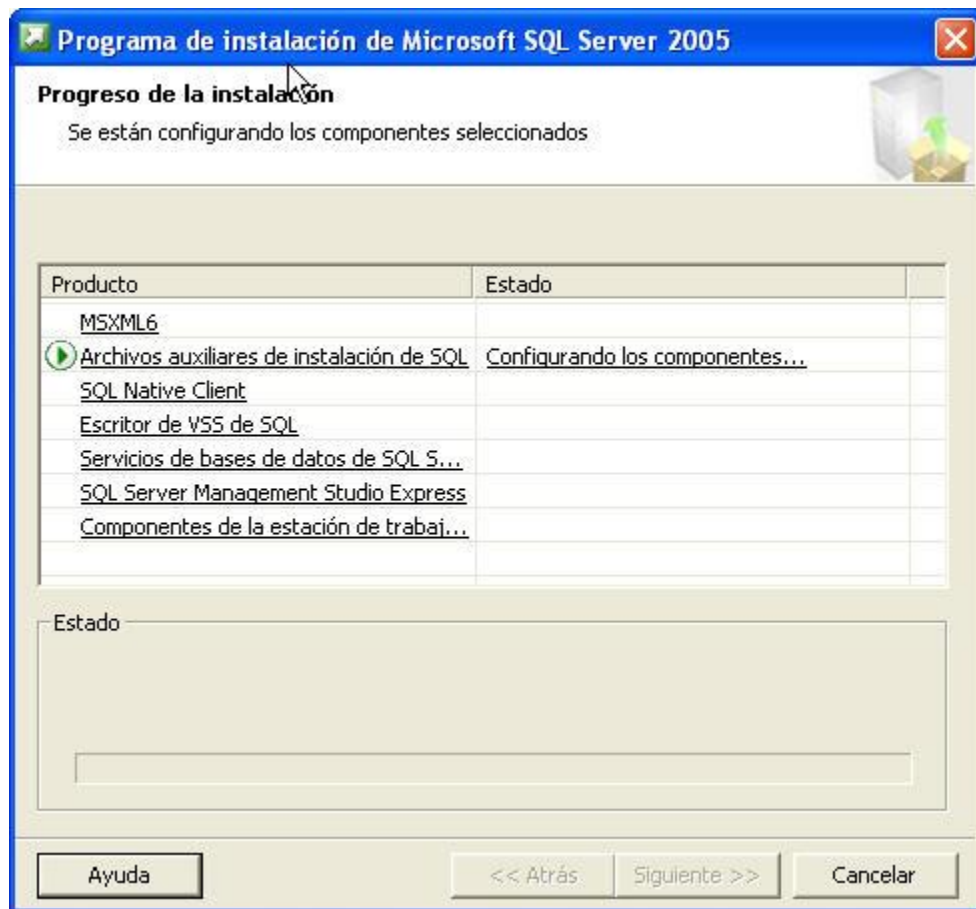 Programa de instalación de Microsoft SQL Server 2005
Progreso de la instalación
Se están configurando los componentes seleccionados
Producto Estado
MSXML6
Archivos auxiliares de instalación de SQL Configurando los componentes...
SQL Native Client
Escritor de VSS de SQL
Servicios de bases de datos de SQL S...
SQL Server Management Studio Express
Componentes de la estación de trabaj...
Estado
Ayuda << Atrás Siguiente >> Cancelar